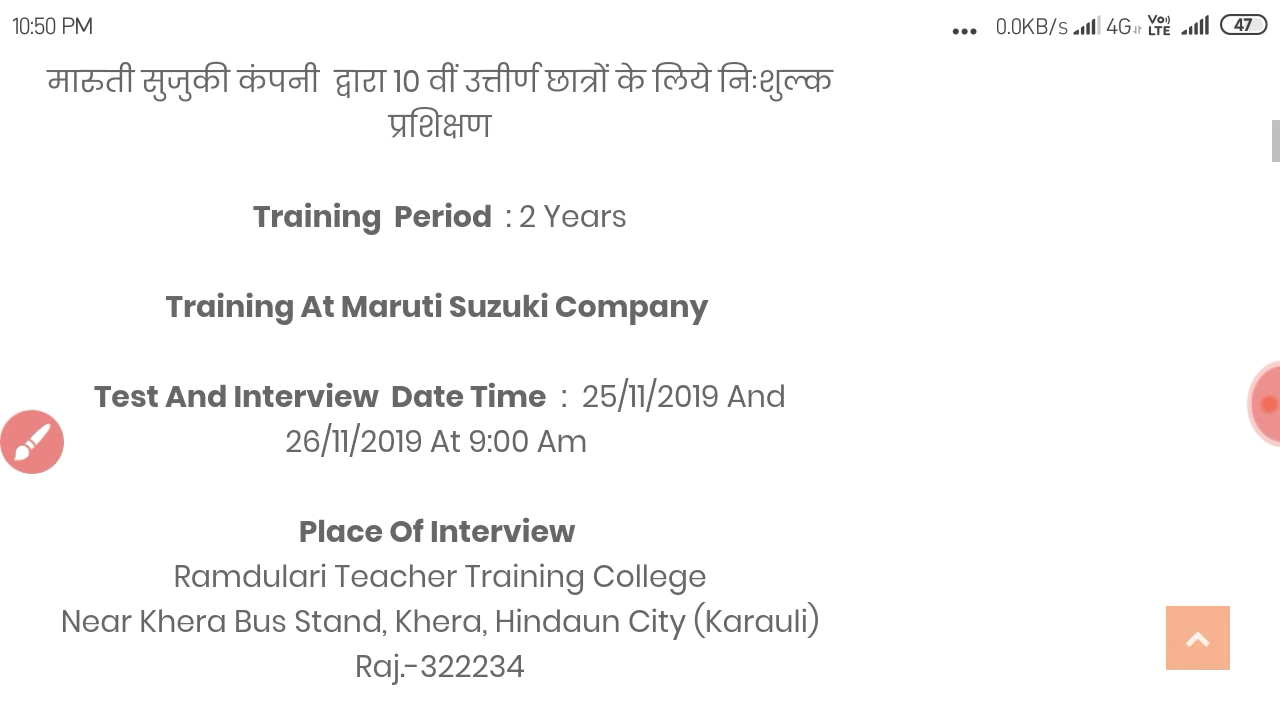 10:50 PM ... 0.0KB/s 4G Vo) LTE 47
मारुती सुजुकी कंपनी द्वारा 10 वीं उत्तीर्ण छात्रों के लिये निःशुल्क
प्रशिक्षण
Training Period : 2 Years
Training At Maruti Suzuki Company
Test And Interview Date Time : 25/11/2019 And
26/11/2019 At 9:00 Am
Place Of Interview
Ramdulari Teacher Training College
Near Khera Bus Stand, Khera, Hindaun City (Karauli)
Raj.-322234